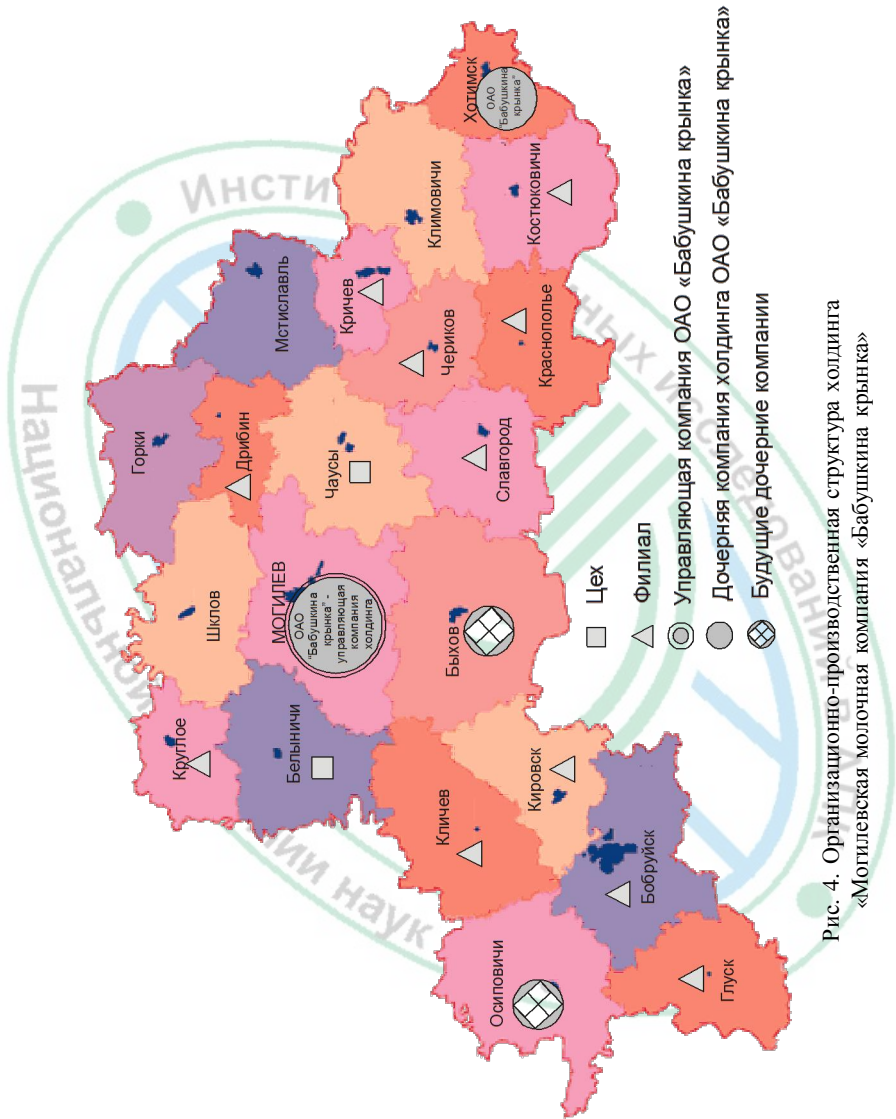 Горки
Мстиславль
Дрибин
Шклов
Круглое
Хотимск
ОАО
"Бабушкина
крынка"
Климовичи
Кричев
Чаусы
МОГИЛЕВ
ОАО
"Бабушкина
крынка" -
управляющая
компания
холдинга
Белыничи
Костюковичи
Чериков
Краснополье
Славгород
Быхов
Кличев
Кировск
Осиповичи
Бобруйск
Глуск
Цех
Филиал
Управляющая компания ОАО «Бабушкина крынка»
Дочерняя компания холдинга ОАО «Бабушкина крынка»
Будущие дочерние компании
Рис. 4. Организационно-производственная структура холдинга
«Могилевская молочная компания «Бабушкина крынка»